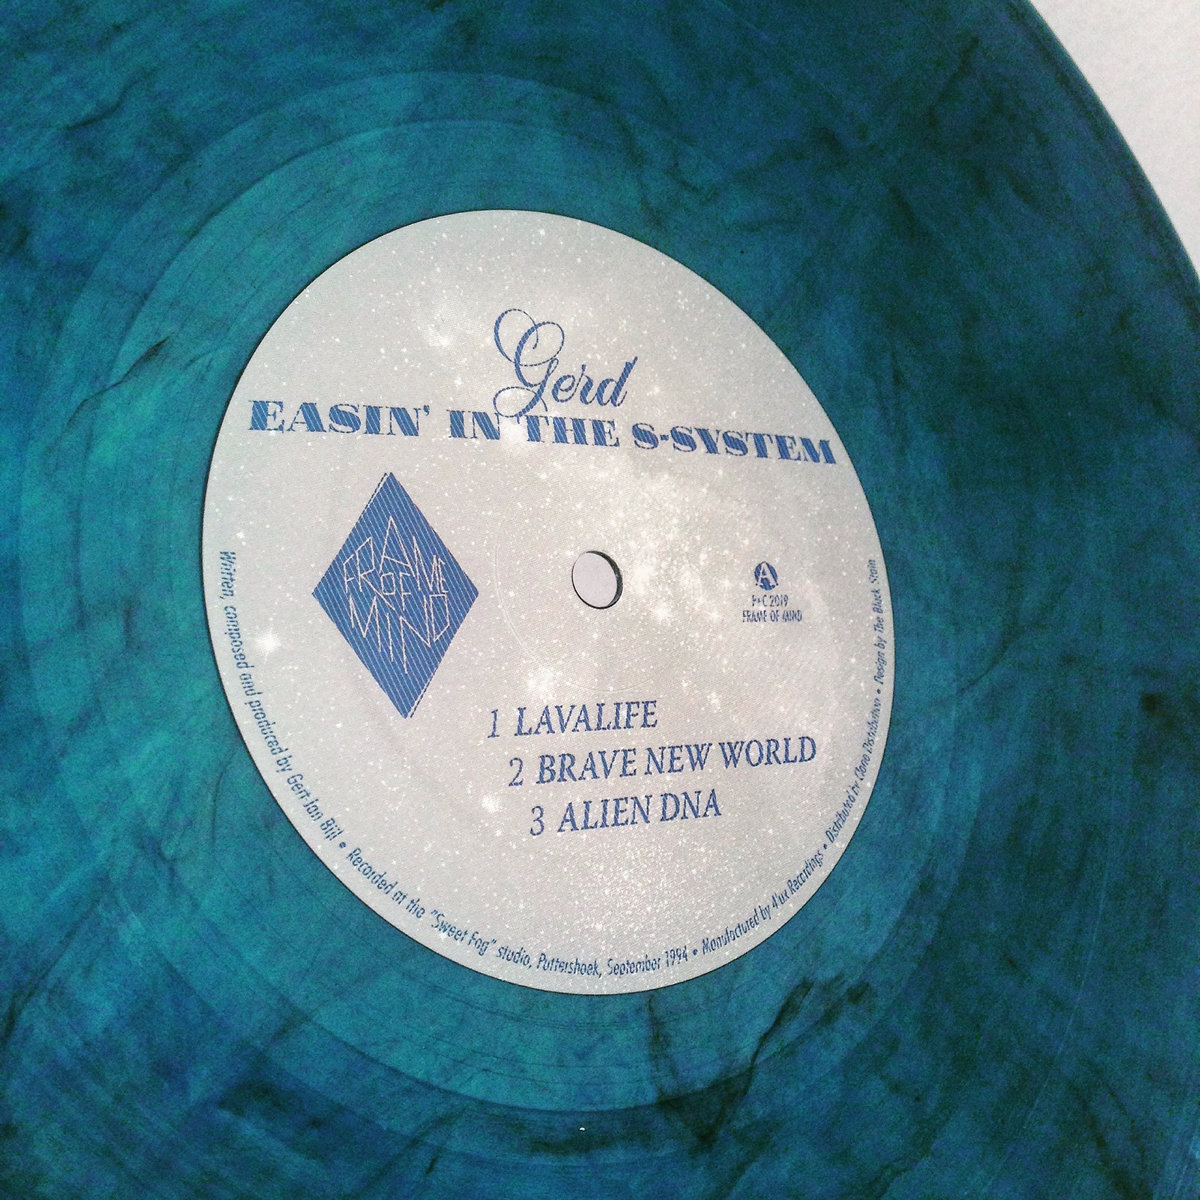 Gerd
EASIN' IN THE S-SYSTEM
FRAME
OF
MIND
A
P+C 2019
FRAME OF MIND
1 LAVALIFE
2 BRAVE NEW WORLD
3 ALIEN DNA
Written, composed and produced by Gert-Jan Bijl • Recorded at the "Sweet Fog" studio, Puttershoek, September 1994 • Manufactured by 4'ux Recordings • Distributed by Clone Distribution • Design by The Black Stain